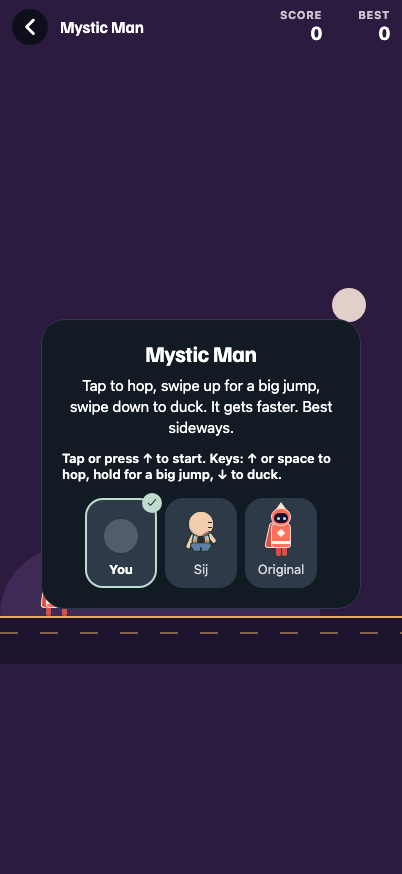 Mystic Man
SCORE
0
BEST
0
Mystic Man
Tap to hop, swipe up for a big jump,
swipe down to duck. It gets faster. Best
sideways.
Tap or press ↑ to start. Keys: ↑ or space to
hop, hold for a big jump, ↓ to duck.
You
Sij
Original